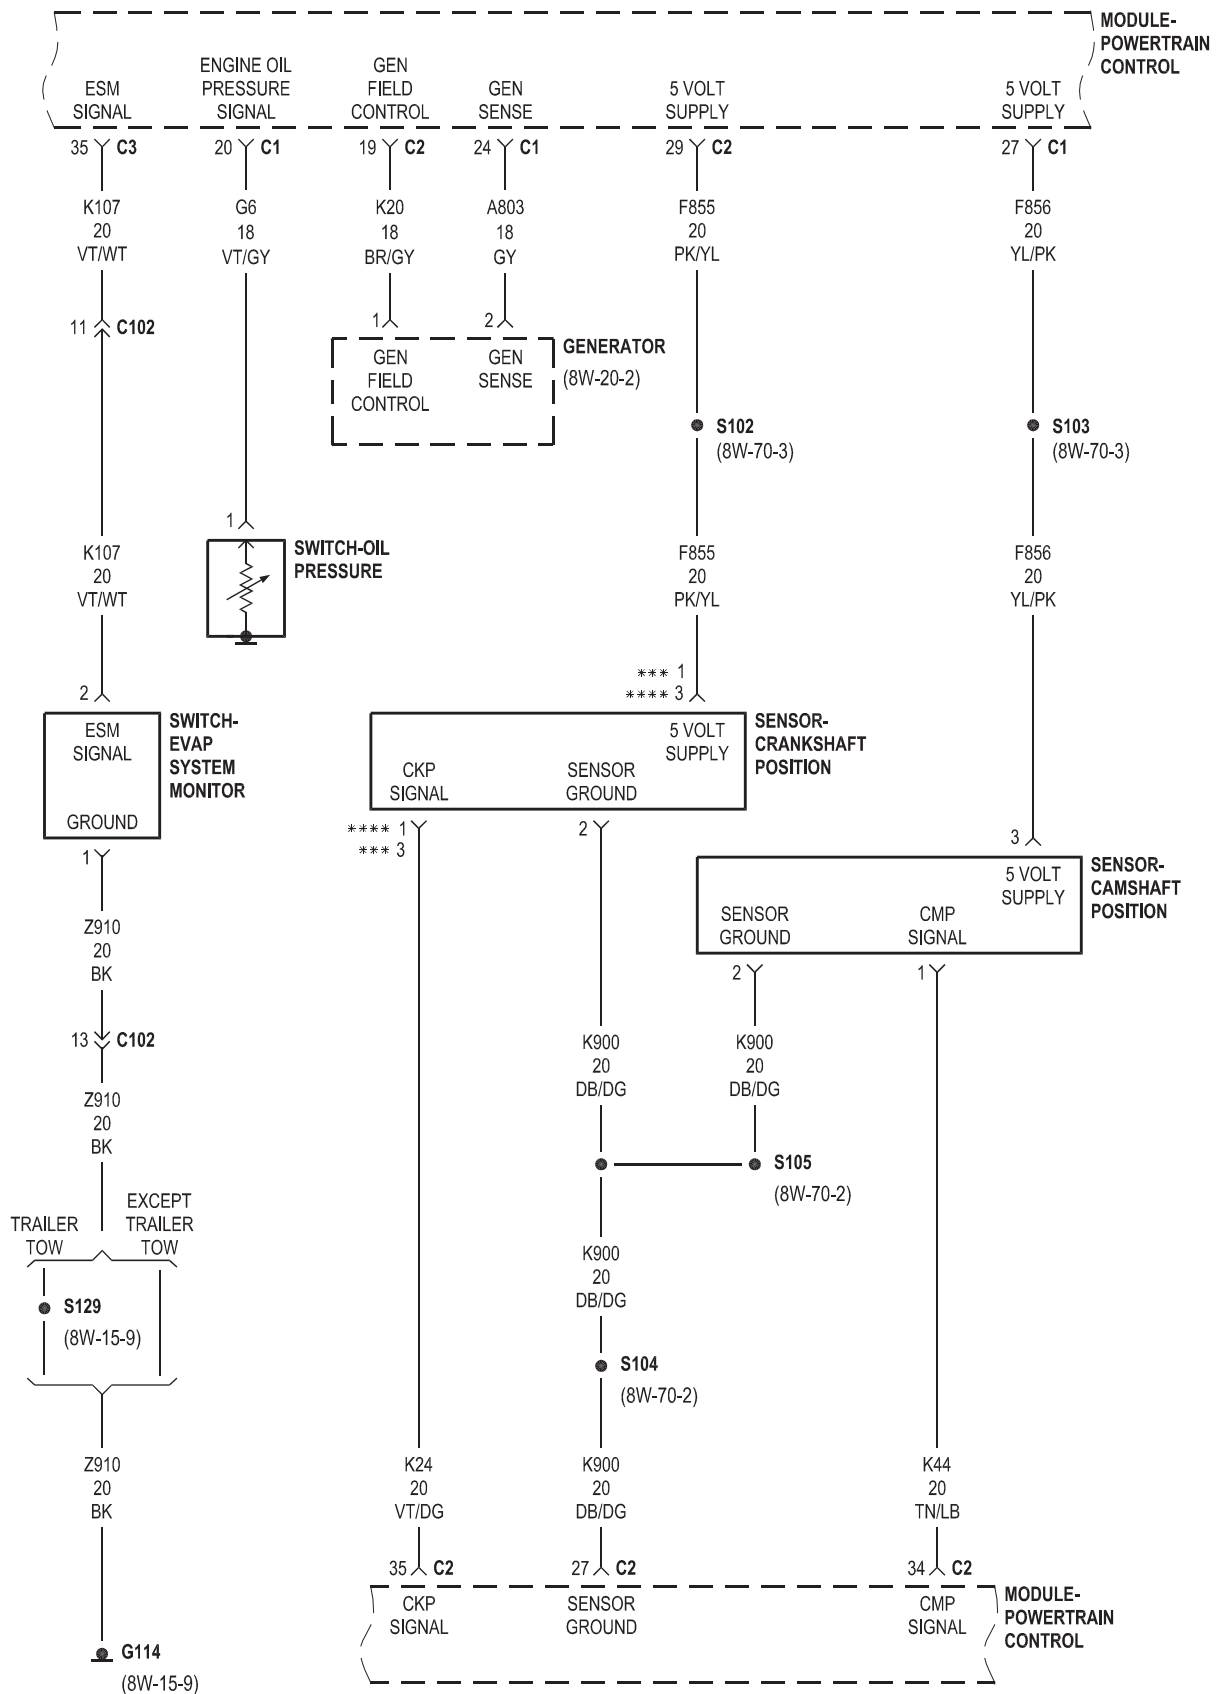 MODULE-
POWERTRAIN
CONTROL
ESM
SIGNAL
ENGINE OIL
PRESSURE
SIGNAL
GEN
FIELD
CONTROL
GEN
SENSE
5 VOLT
SUPPLY
5 VOLT
SUPPLY
35 C3
20 C1
19 C2
24 C1
29 C2
27 C1
K107
20
VT/WT
G6
18
VT/GY
K20
18
BR/GY
A803
18
GY
F855
20
PK/YL
F856
20
YL/PK
11 C102
1
2
GEN
FIELD
CONTROL
GEN
SENSE
GENERATOR
(8W-20-2)
S102
(8W-70-3)
S103
(8W-70-3)
1
SWITCH-OIL
PRESSURE
K107
20
VT/WT
F855
20
PK/YL
F856
20
YL/PK
2
*** 1
**** 3
ESM
SIGNAL
GROUND
SWITCH-
EVAP
SYSTEM
MONITOR
5 VOLT
SUPPLY
CKP
SIGNAL
SENSOR
GROUND
SENSOR-
CRANKSHAFT
POSITION
1
**** 1
*** 3
2
3
5 VOLT
SUPPLY
SENSOR
GROUND
CMP
SIGNAL
SENSOR-
CAMSHAFT
POSITION
2
1
Z910
20
BK
13 C102
K900
20
DB/DG
K900
20
DB/DG
Z910
20
BK
S105
(8W-70-2)
TRAILER
TOW
EXCEPT
TRAILER
TOW
K900
20
DB/DG
S129
(8W-15-9)
S104
(8W-70-2)
Z910
20
BK
K24
20
VT/DG
K900
20
DB/DG
K44
20
TN/LB
35 C2
27 C2
34 C2
CKP
SIGNAL
SENSOR
GROUND
CMP
SIGNAL
MODULE-
POWERTRAIN
CONTROL
G114
(8W-15-9)